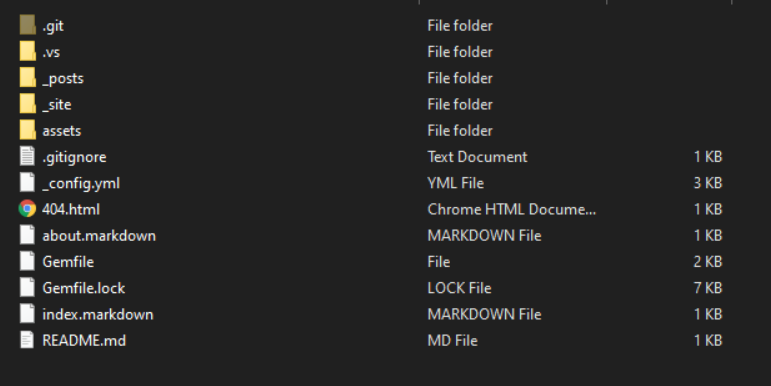 .git File folder
.vs File folder
_posts File folder
_site File folder
assets File folder
.gitignore Text Document 1 KB
_config.yml YML File 3 KB
404.html Chrome HTML Docume... 1 KB
about.markdown MARKDOWN File 1 KB
Gemfile File 2 KB
Gemfile.lock LOCK File 7 KB
index.markdown MARKDOWN File 1 KB
README.md MD File 1 KB